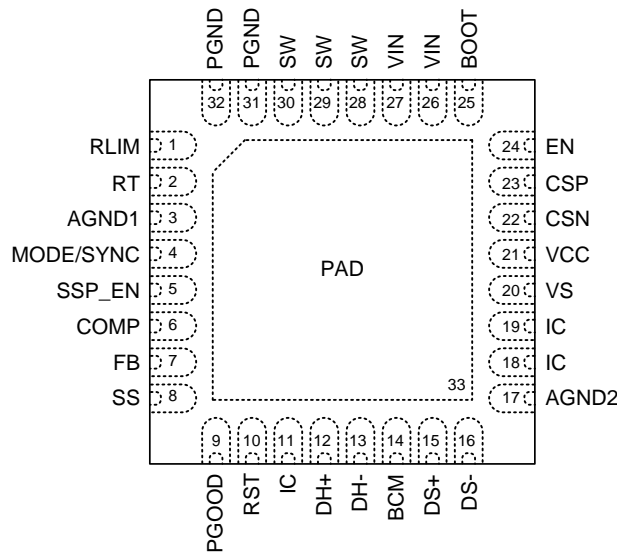 PGND PGND SW SW SW VIN VIN BOOT
32 31 30 29 28 27 26 25
RLIM 1 24 EN
RT 2 23 CSP
AGND1 3 22 CSN
MODE/SYNC 4 PAD 21 VCC
SSP_EN 5 20 VS
COMP 6 19 IC
FB 7 18 IC
33
SS 8 17 AGND2
9 10 11 12 13 14 15 16
PGOOD RST IC DH+ DH- BCM DS+ DS-